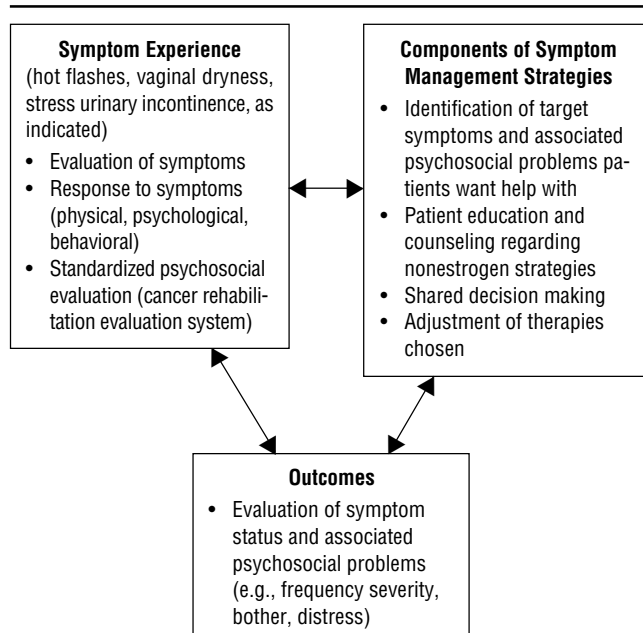 Symptom Experience
(hot flashes, vaginal dryness,
stress urinary incontinence, as
indicated)
• Evaluation of symptoms
• Response to symptoms
(physical, psychological,
behavioral)
• Standardized psychosocial
evaluation (cancer rehabili-
tation evaluation system)
Components of Symptom
Management Strategies
• Identification of target
symptoms and associated
psychosocial problems pa-
tients want help with
• Patient education and
counseling regarding
nonestrogen strategies
• Shared decision making
• Adjustment of therapies
chosen
Outcomes
• Evaluation of symptom
status and associated
psychosocial problems
(e.g., frequency severity,
bother, distress)